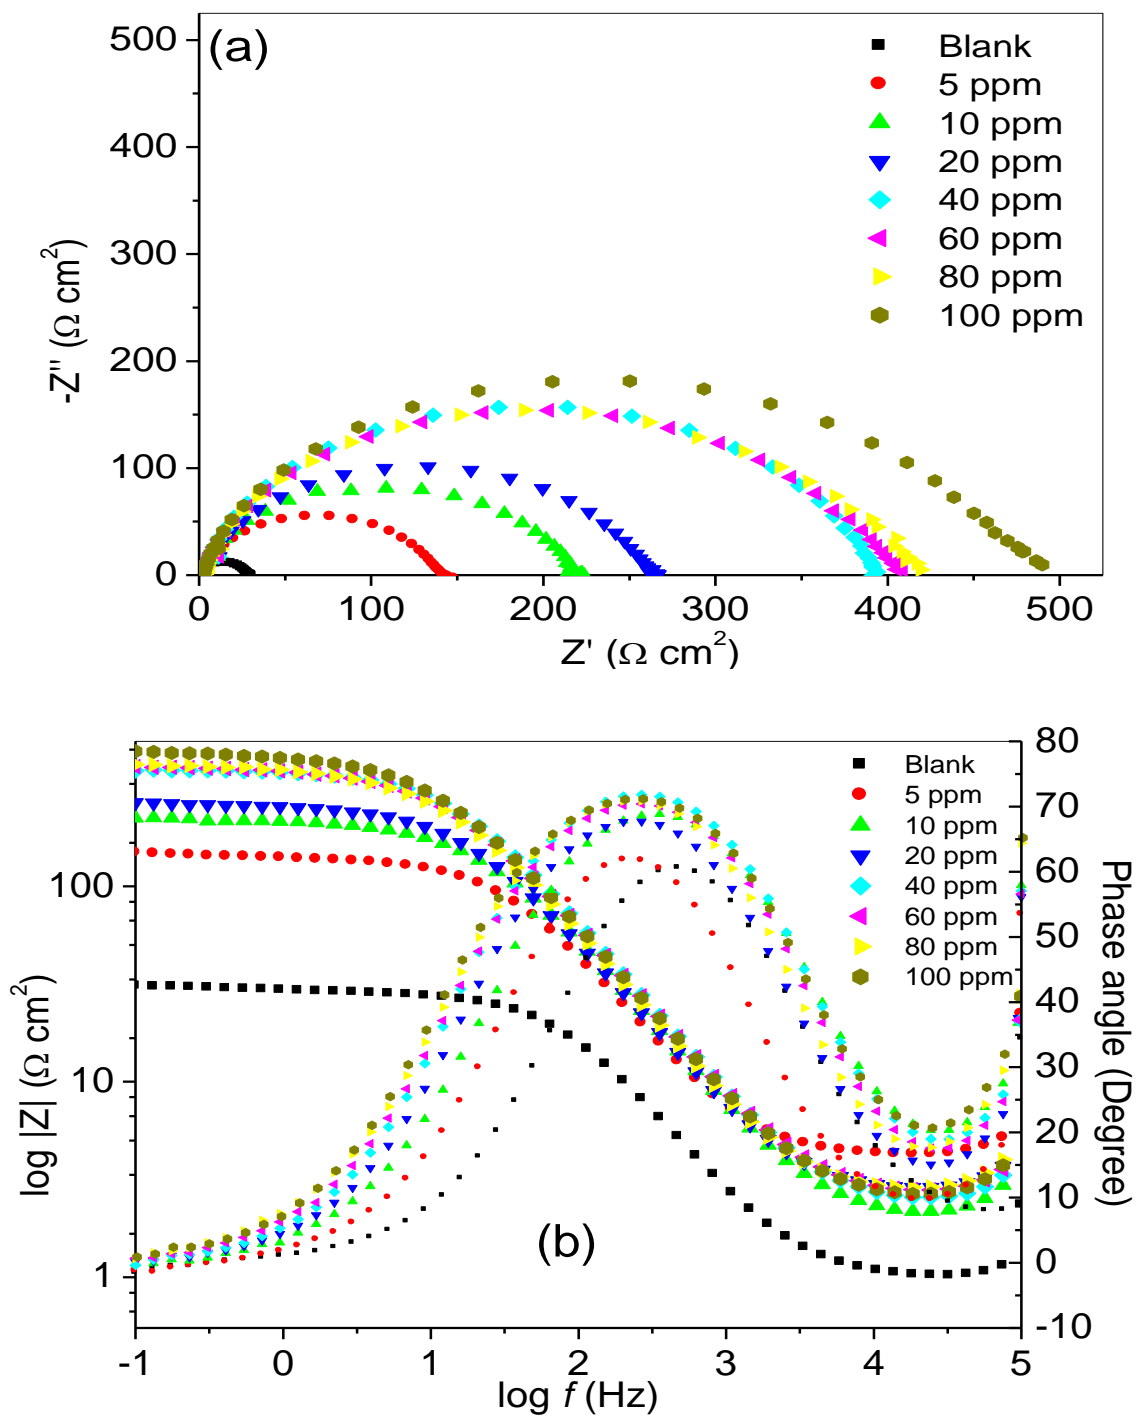 (a)
Blank
5 ppm
10 ppm
20 ppm
40 ppm
60 ppm
80 ppm
100 ppm
500
400
300
200
100
0
-Z'' (Ω cm²)
0 100 200 300 400 500
Z' (Ω cm²)
(b)
Blank
5 ppm
10 ppm
20 ppm
40 ppm
60 ppm
80 ppm
100 ppm
100
10
1
log |Z| (Ω cm²)
80
70
60
50
40
30
20
10
0
-10
Phase angle (Degree)
-1 0 1 2 3 4 5
log f (Hz)